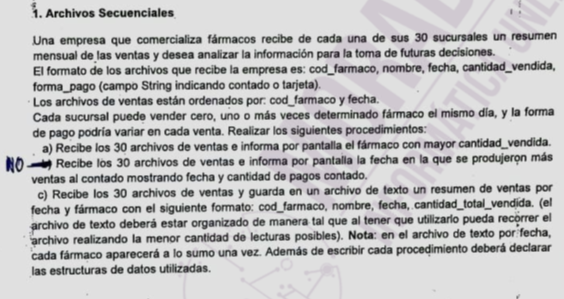 1. Archivos Secuenciales
Una empresa que comercializa fármacos recibe de cada una de sus 30 sucursales un resumen
mensual de las ventas y desea analizar la información para la toma de futuras decisiones.
El formato de los archivos que recibe la empresa es: cod_farmaco, nombre, fecha, cantidad_vendida,
forma_pago (campo String indicando contado o tarjeta).
Los archivos de ventas están ordenados por: cod_farmaco y fecha.
Cada sucursal puede vender cero, uno o más veces determinado fármaco el mismo día, y la forma
de pago podría variar en cada venta. Realizar los siguientes procedimientos:
a) Recibe los 30 archivos de ventas e informa por pantalla el fármaco con mayor cantidad_vendida.
NO Recibe los 30 archivos de ventas e informa por pantalla la fecha en la que se produjeron más
ventas al contado mostrando fecha y cantidad de pagos contado.
c) Recibe los 30 archivos de ventas y guarda en un archivo de texto un resumen de ventas por
fecha y fármaco con el siguiente formato: cod_farmaco, nombre, fecha, cantidad_total_vendida. (el
archivo de texto deberá estar organizado de manera tal que al tener que utilizarlo pueda recorrer el
archivo realizando la menor cantidad de lecturas posibles). Nota: en el archivo de texto por fecha,
cada fármaco aparecerá a lo sumo una vez. Además de escribir cada procedimiento deberá declarar
las estructuras de datos utilizadas.